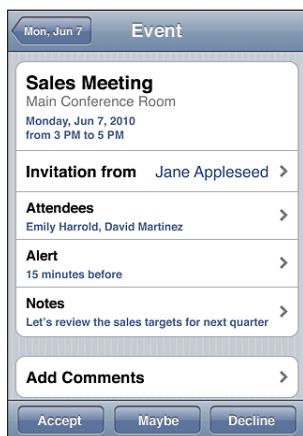 Mon, Jun 7
Event
Sales Meeting
Main Conference Room
Monday, Jun 7, 2010
from 3 PM to 5 PM
Invitation from Jane Appleseed
Attendees
Emily Harrold, David Martinez
Alert
15 minutes before
Notes
Let's review the sales targets for next quarter
Add Comments
Accept
Maybe
Decline